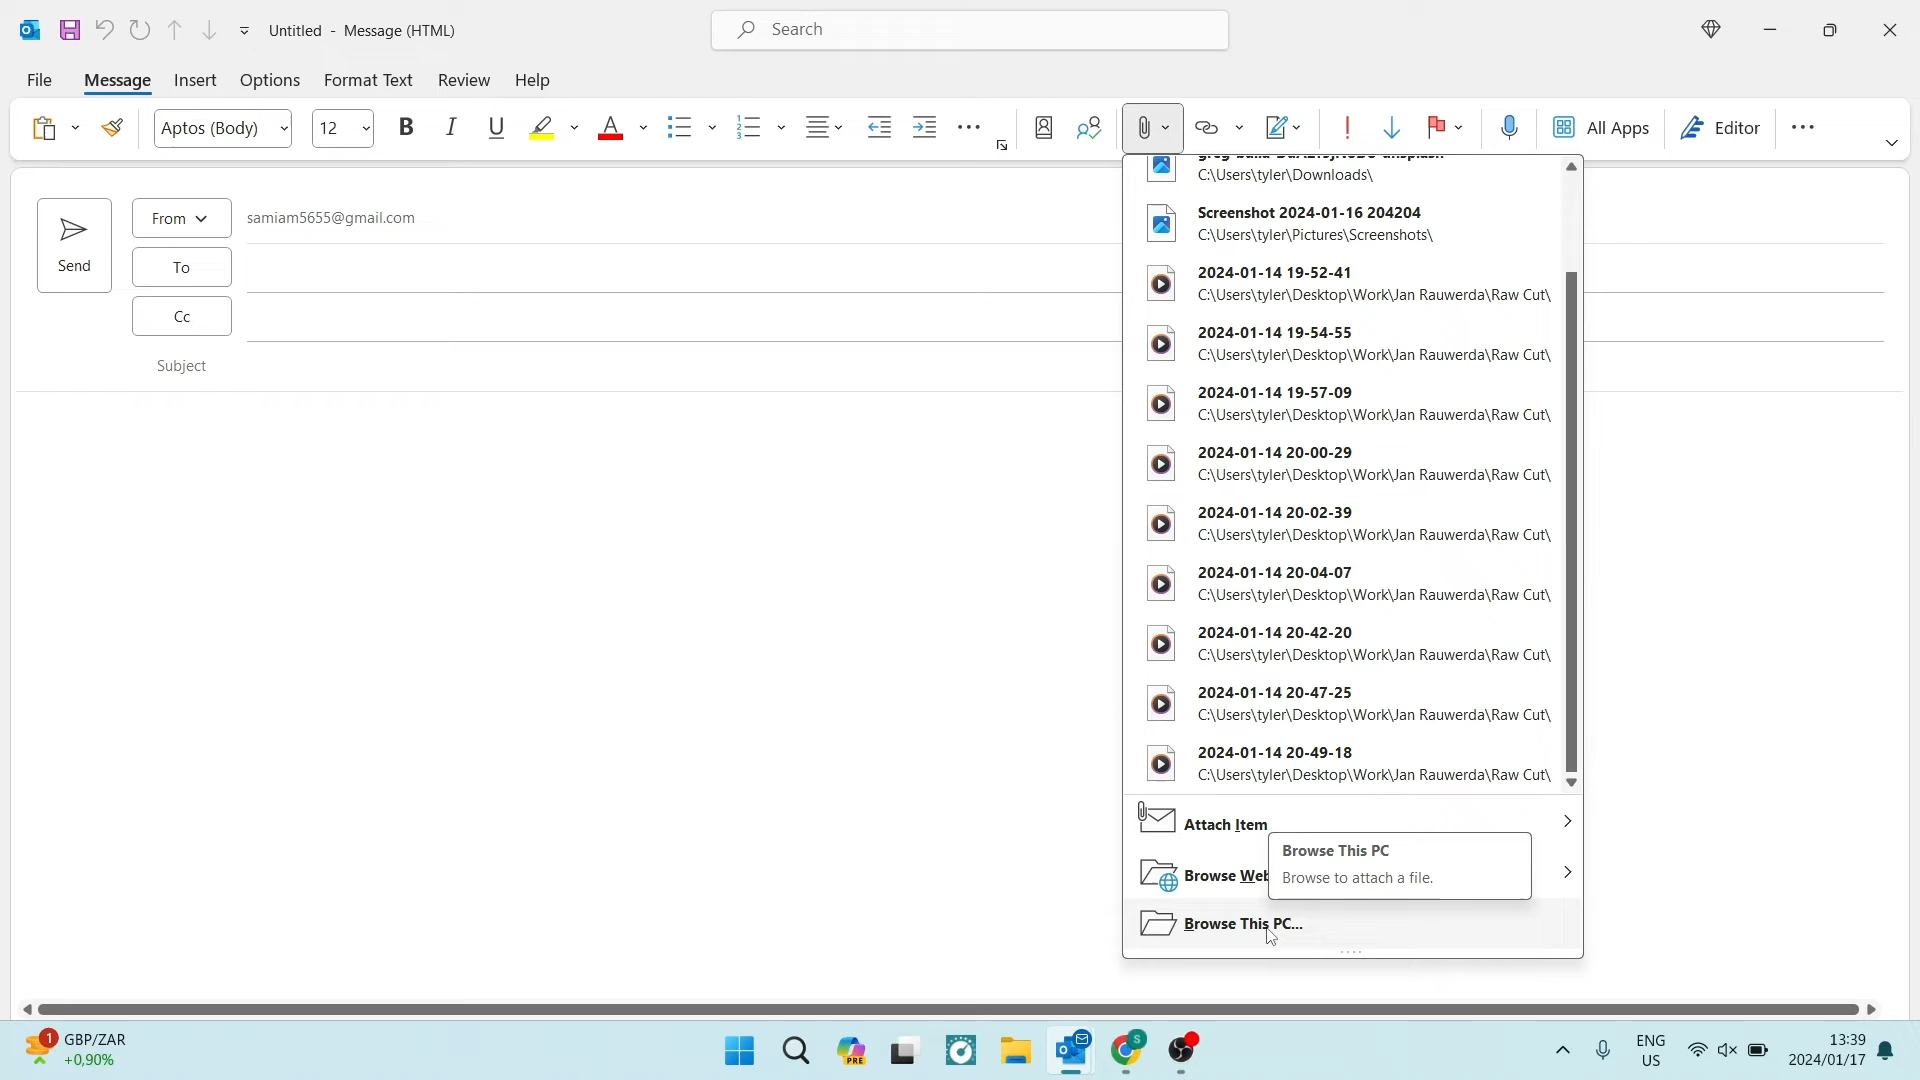 Untitled - Message (HTML)
Search
File Message Insert Options Format Text Review Help
Aptos (Body) 12 B I U All Apps Editor
C:\Users\tyler\Downloads\
From samiam5655@gmail.com
Send
To
Cc
Subject
Screenshot 2024-01-16 204204
C:\Users\tyler\Pictures\Screenshots\
2024-01-14 19-52-41
C:\Users\tyler\Desktop\Work\Jan Rauwerda\Raw Cut\
2024-01-14 19-54-55
C:\Users\tyler\Desktop\Work\Jan Rauwerda\Raw Cut\
2024-01-14 19-57-09
C:\Users\tyler\Desktop\Work\Jan Rauwerda\Raw Cut\
2024-01-14 20-00-29
C:\Users\tyler\Desktop\Work\Jan Rauwerda\Raw Cut\
2024-01-14 20-02-39
C:\Users\tyler\Desktop\Work\Jan Rauwerda\Raw Cut\
2024-01-14 20-04-07
C:\Users\tyler\Desktop\Work\Jan Rauwerda\Raw Cut\
2024-01-14 20-42-20
C:\Users\tyler\Desktop\Work\Jan Rauwerda\Raw Cut\
2024-01-14 20-47-25
C:\Users\tyler\Desktop\Work\Jan Rauwerda\Raw Cut\
2024-01-14 20-49-18
C:\Users\tyler\Desktop\Work\Jan Rauwerda\Raw Cut\
Attach Item
Browse Web
Browse This PC
Browse to attach a file.
Browse This PC...
1 GBP/ZAR
+0,90%
PRE
S
ENG
US
13:39
2024/01/17